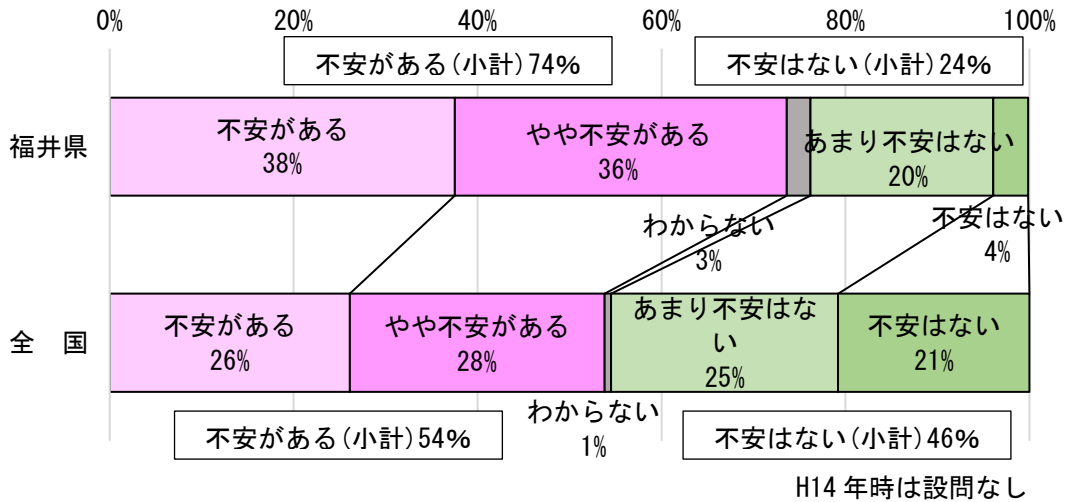 0% 20% 40% 60% 80% 100%
不安がある(小計)74% 不安はない(小計)24%
福井県
不安がある
38%
やや不安がある
36%
あまり不安はない
20%
わからない
3%
不安はない
4%
全　国
不安がある
26%
やや不安がある
28%
あまり不安はな
い
25%
不安はない
21%
わからない
1%
不安がある(小計)54% 不安はない(小計)46%
H14 年時は設問なし